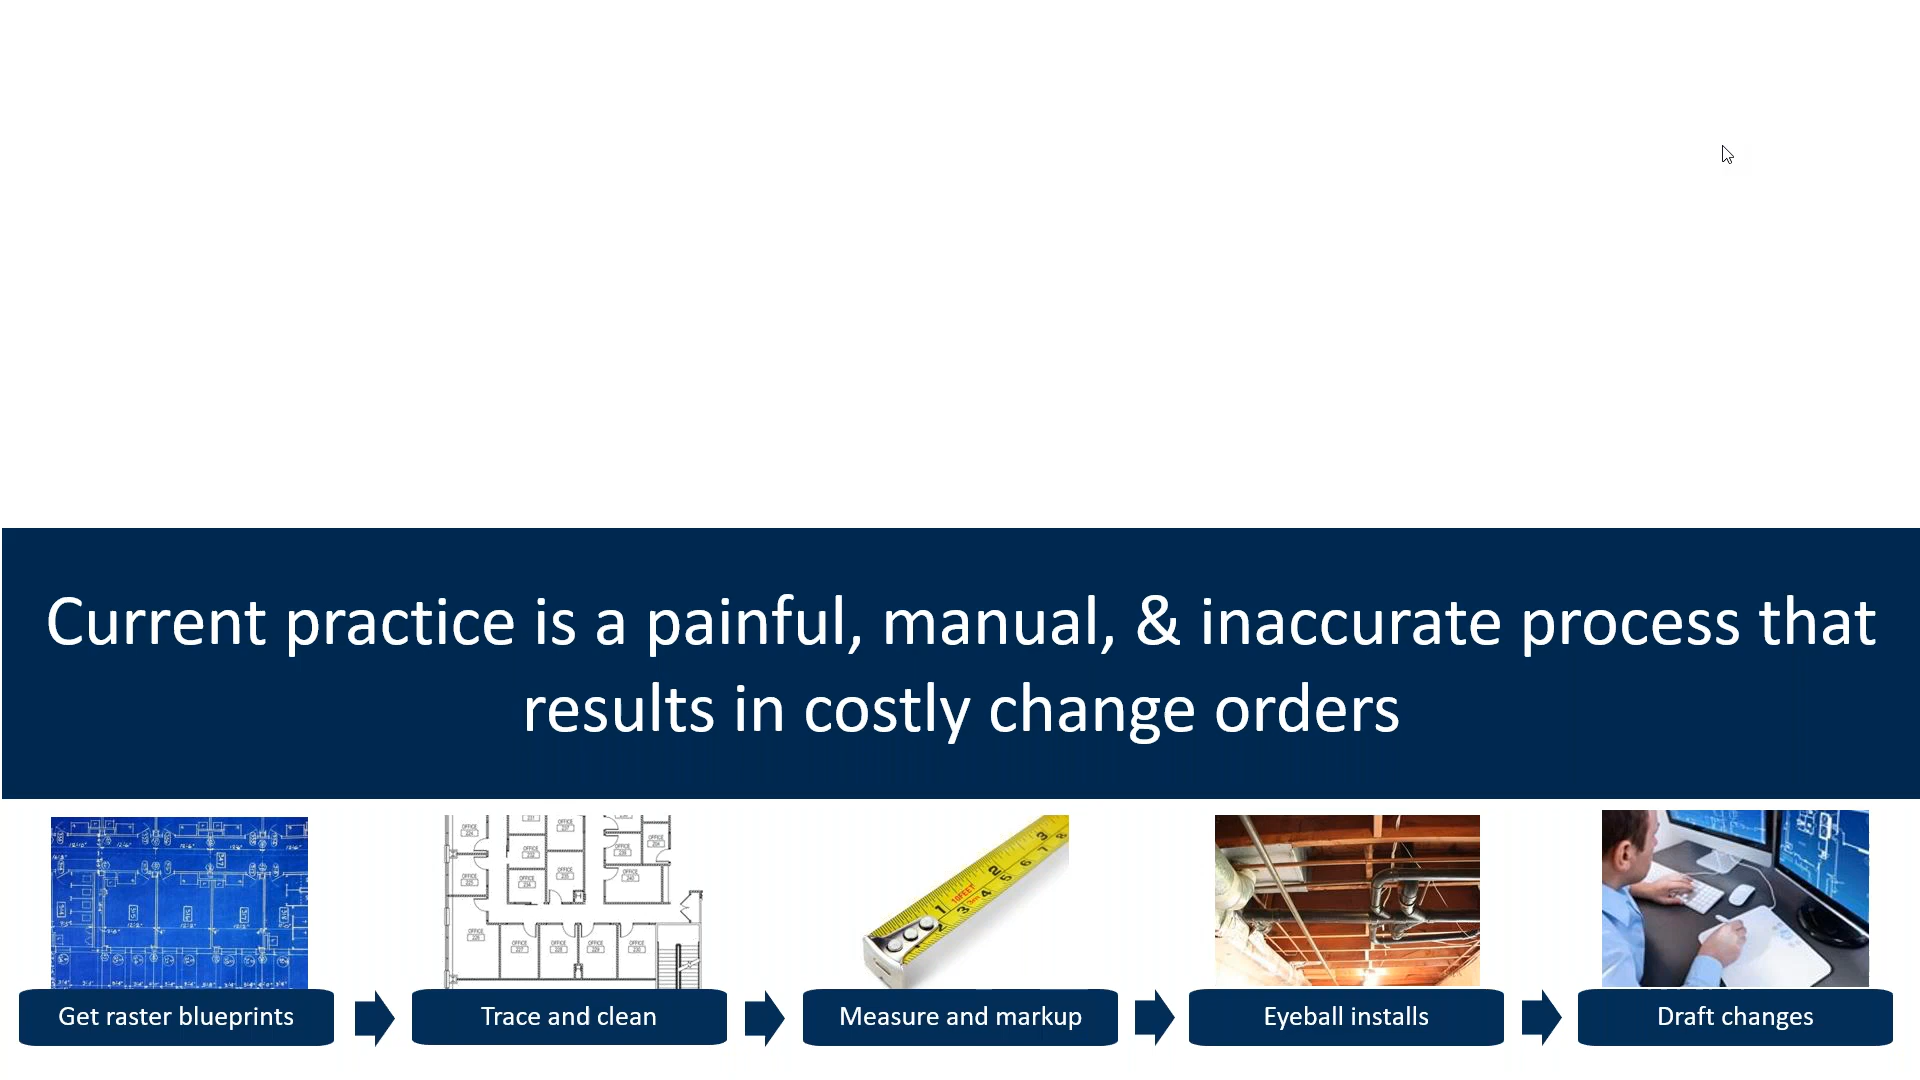 Current practice is a painful, manual, & inaccurate process that
results in costly change orders
Get raster blueprints
Trace and clean
Measure and markup
Eyeball installs
Draft changes